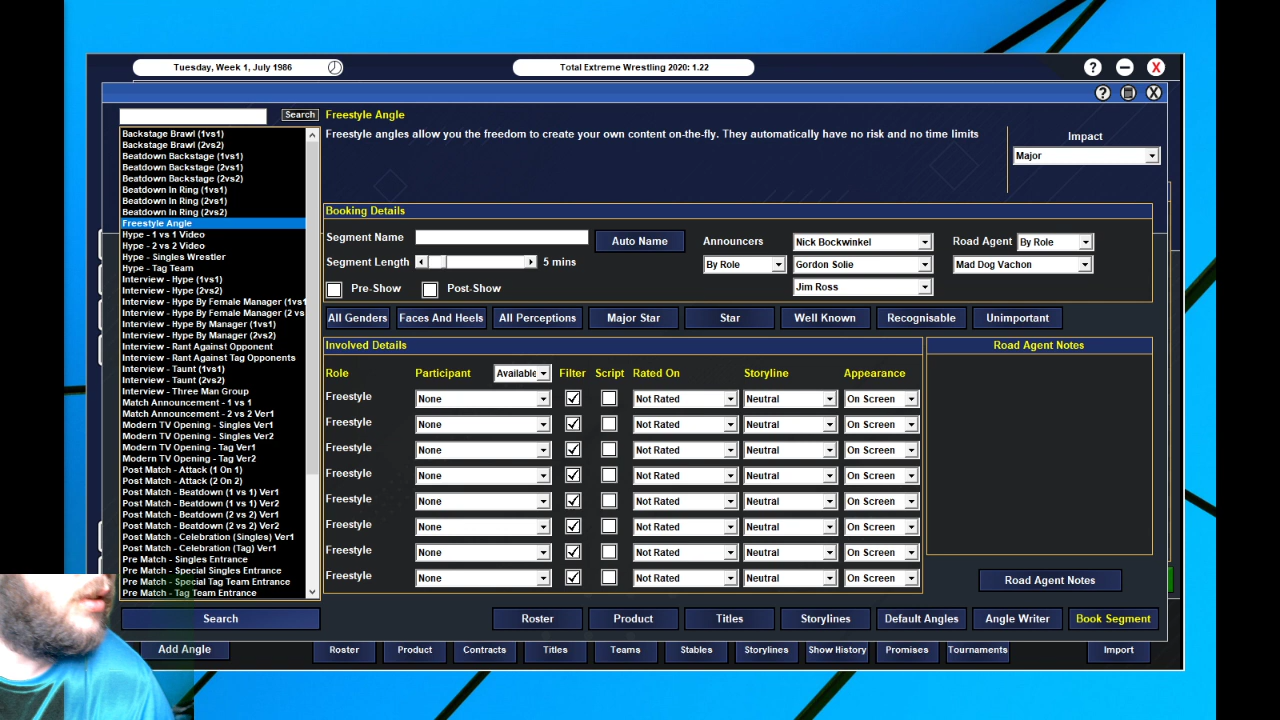 Tuesday, Week 1, July 1986
Total Extreme Wrestling 2020: 1.22
? – X
? X
Search
Freestyle Angle
Freestyle angles allow you the freedom to create your own content on-the-fly. They automatically have no risk and no time limits
Impact
Major
Backstage Brawl (1vs1)
Backstage Brawl (2vs2)
Beatdown Backstage (1vs1)
Beatdown Backstage (2vs1)
Beatdown Backstage (2vs2)
Beatdown In Ring (1vs1)
Beatdown In Ring (2vs1)
Beatdown In Ring (2vs2)
Freestyle Angle
Hype - 1 vs 1 Video
Hype - 2 vs 2 Video
Hype - Singles Wrestler
Hype - Tag Team
Interview - Hype (1vs1)
Interview - Hype (2vs2)
Interview - Hype By Female Manager (1vs1
Interview - Hype By Female Manager (2 vs
Interview - Hype By Manager (1vs1)
Interview - Hype By Manager (2vs2)
Interview - Rant Against Opponent
Interview - Rant Against Tag Opponents
Interview - Taunt (1vs1)
Interview - Taunt (2vs2)
Interview - Three Man Group
Match Announcement - 1 vs 1
Match Announcement - 2 vs 2 Ver1
Modern TV Opening - Singles Ver1
Modern TV Opening - Singles Ver2
Modern TV Opening - Tag Ver1
Modern TV Opening - Tag Ver2
Post Match - Attack (1 On 1)
Post Match - Attack (2 On 2)
Post Match - Beatdown (1 vs 1) Ver1
Post Match - Beatdown (1 vs 1) Ver2
Post Match - Beatdown (2 vs 2) Ver1
Post Match - Beatdown (2 vs 2) Ver2
Post Match - Celebration (Singles) Ver1
Post Match - Celebration (Tag) Ver1
Pre Match - Singles Entrance
Pre Match - Special Singles Entrance
Pre Match - Special Tag Team Entrance
Pre Match - Tag Team Entrance
Search
Booking Details
Segment Name Auto Name Announcers Nick Bockwinkel Road Agent By Role
Segment Length 5 mins By Role Gordon Solie Mad Dog Vachon
Pre-Show Post-Show Jim Ross
All Genders Faces And Heels All Perceptions Major Star Star Well Known Recognisable Unimportant
Involved Details
Role Participant Available Filter Script Rated On Storyline Appearance
Freestyle None Not Rated Neutral On Screen
Freestyle None Not Rated Neutral On Screen
Freestyle None Not Rated Neutral On Screen
Freestyle None Not Rated Neutral On Screen
Freestyle None Not Rated Neutral On Screen
Freestyle None Not Rated Neutral On Screen
Freestyle None Not Rated Neutral On Screen
Freestyle None Not Rated Neutral On Screen
Road Agent Notes
Road Agent Notes
Roster Product Titles Storylines Default Angles Angle Writer Book Segment
Add Angle Roster Product Contracts Titles Teams Stables Storylines Show History Promises Tournaments Import